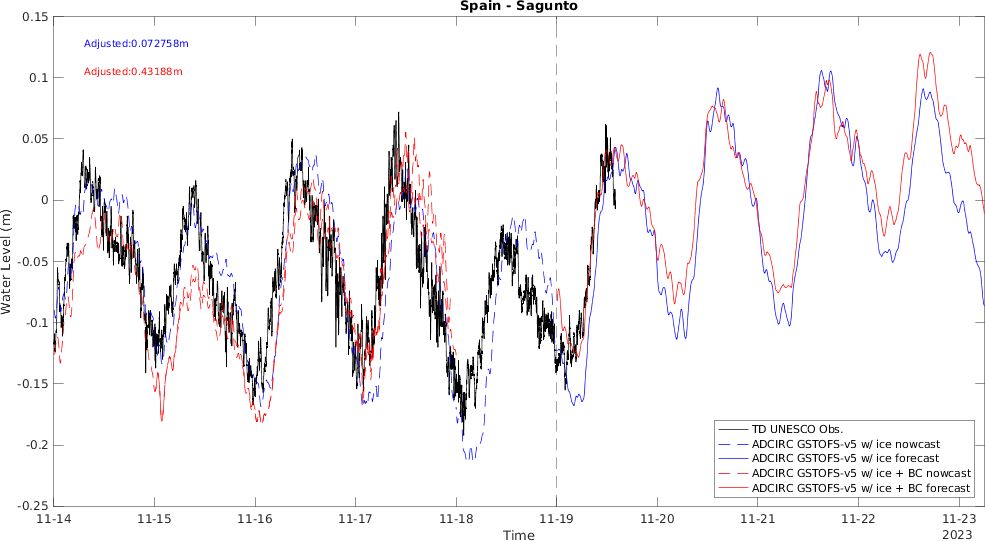 Spain - Sagunto
Adjusted:0.072758m
Adjusted:0.43188m
0.15
0.1
0.05
0
-0.05
-0.1
-0.15
-0.2
-0.25
Water Level (m)
TD UNESCO Obs.
ADCIRC GSTOFS-v5 w/ ice nowcast
ADCIRC GSTOFS-v5 w/ ice forecast
ADCIRC GSTOFS-v5 w/ ice + BC nowcast
ADCIRC GSTOFS-v5 w/ ice + BC forecast
11-14 11-15 11-16 11-17 11-18 11-19 11-20 11-21 11-22 11-23
2023
Time